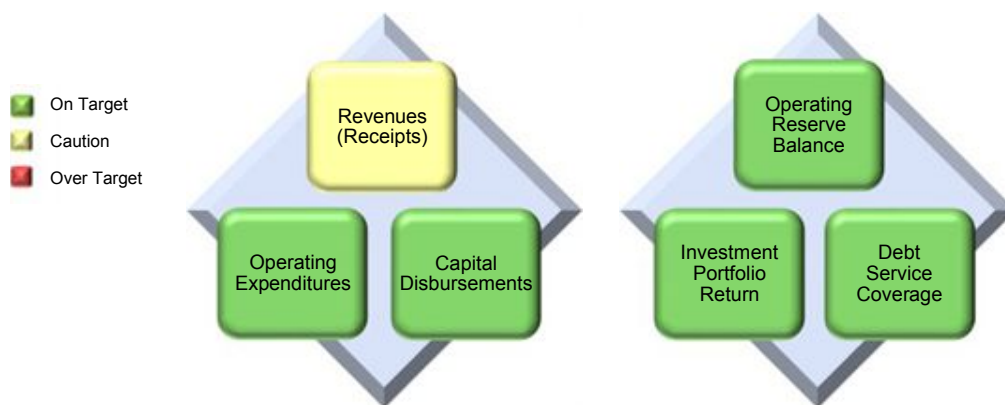 On Target
Caution
Over Target
Revenues
(Receipts)
Operating
Expenditures
Capital
Disbursements
Operating
Reserve
Balance
Investment
Portfolio
Return
Debt
Service
Coverage